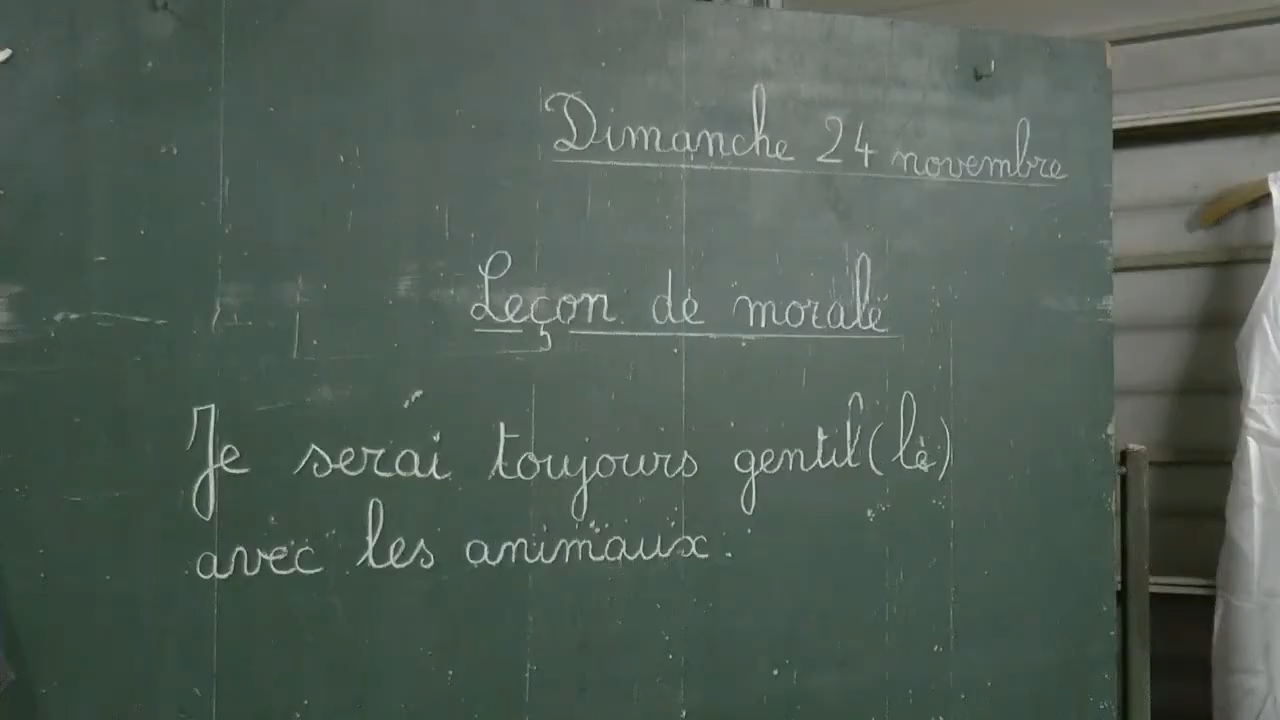 Dimanche 24 novembre
Leçon de morale
Je serai toujours gentil(le)
avec les animaux.